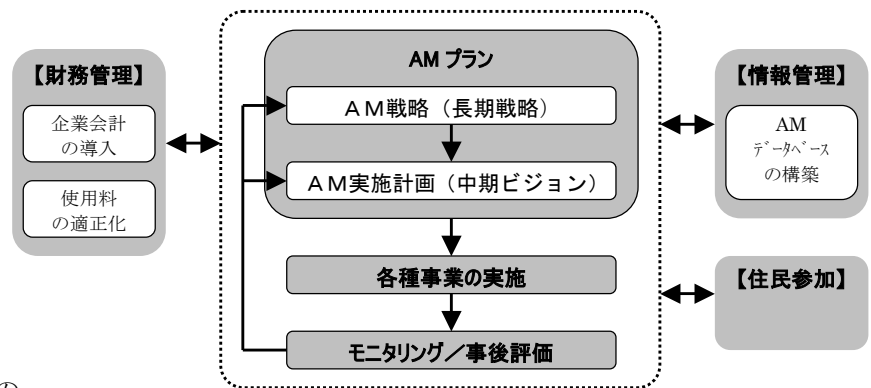 【財務管理】
企業会計
の導入
使用料
の適正化
AM プラン
AM戦略（長期戦略）
AM実施計画（中期ビジョン）
各種事業の実施
モニタリング／事後評価
【情報管理】
AM
ﾃﾞｰﾀﾍﾞｰｽ
の構築
【住民参加】